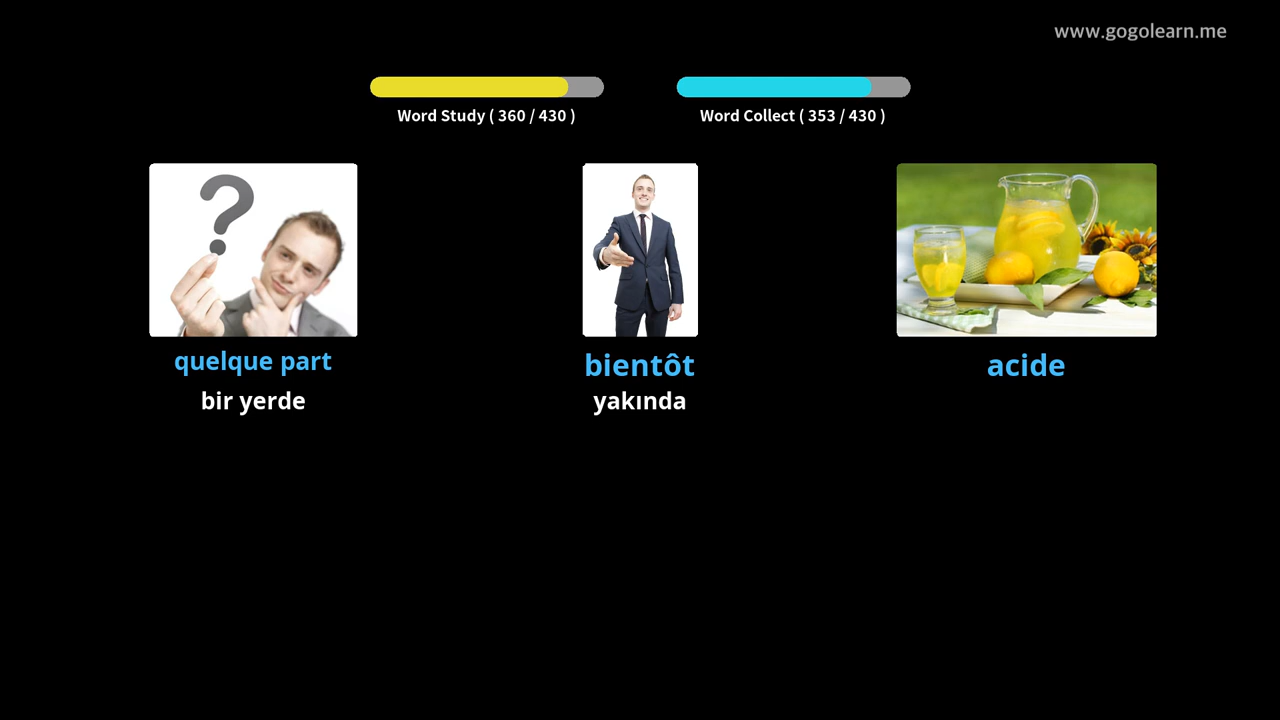 www.gogolearn.me
Word Study ( 360 / 430 )
Word Collect ( 353 / 430 )
?
quelque part
bir yerde
bientôt
yakında
acide